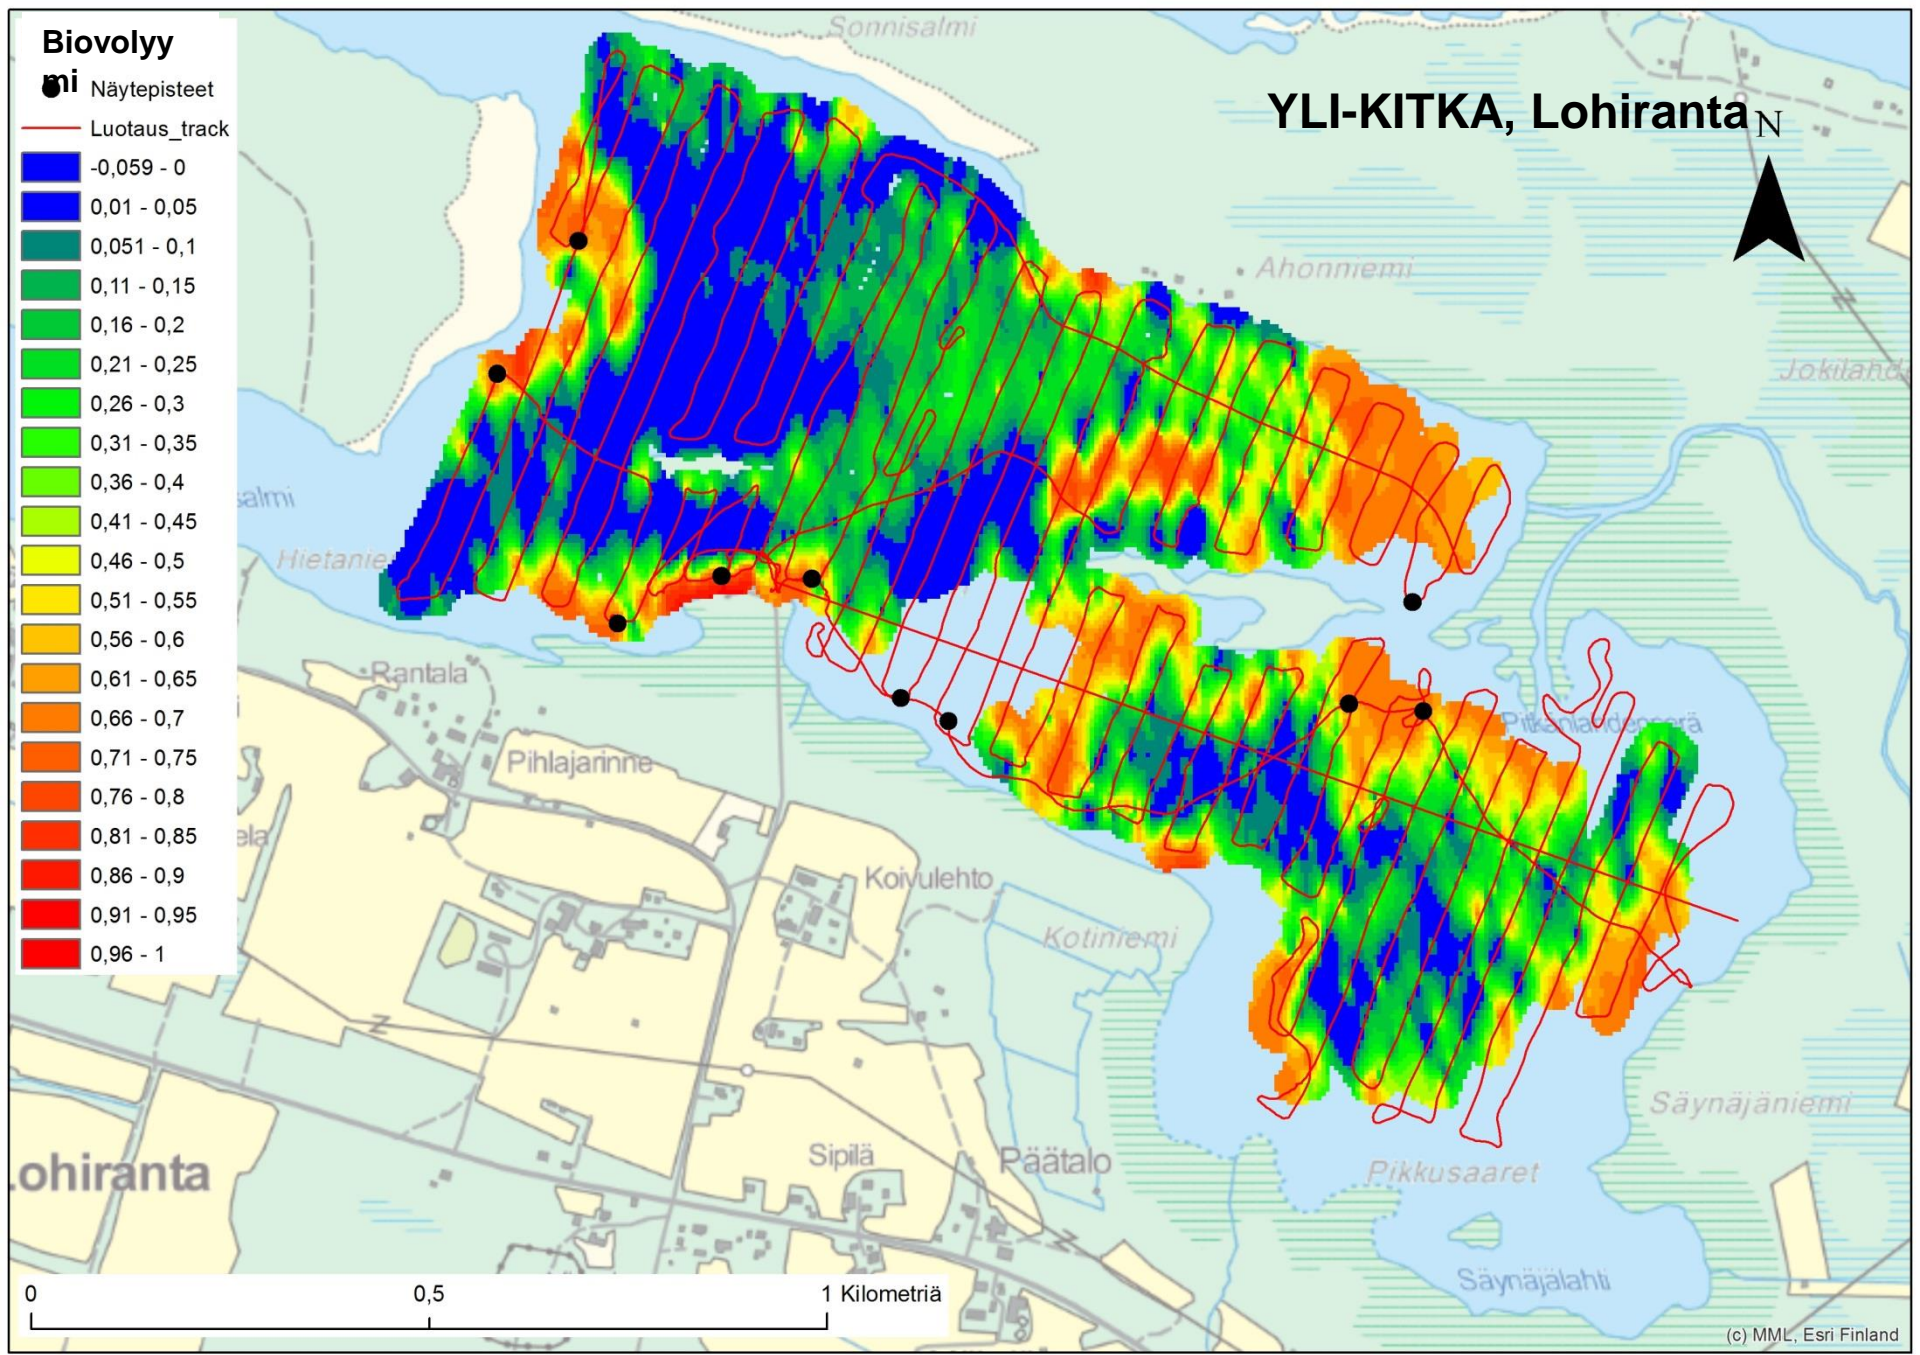 Biovolyy
mi
Näytepisteet
Luotaus_track
-0,059 - 0
0,01 - 0,05
0,051 - 0,1
0,11 - 0,15
0,16 - 0,2
0,21 - 0,25
0,26 - 0,3
0,31 - 0,35
0,36 - 0,4
0,41 - 0,45
0,46 - 0,5
0,51 - 0,55
0,56 - 0,6
0,61 - 0,65
0,66 - 0,7
0,71 - 0,75
0,76 - 0,8
0,81 - 0,85
0,86 - 0,9
0,91 - 0,95
0,96 - 1
Sonnisalmi
YLI-KITKA, Lohiranta
N
Ahonniemi
Jokilahde
salmi
Hietanie
Rantala
Pihlajarinne
ela
Koivulehto
Kotiniemi
Pitkänlahdenperä
Säynäjäniemi
Sipilä
Päätalo
Pikkusaaret
ohiranta
Säynäjälahti
0 0,5 1 Kilometriä
(c) MML, Esri Finland